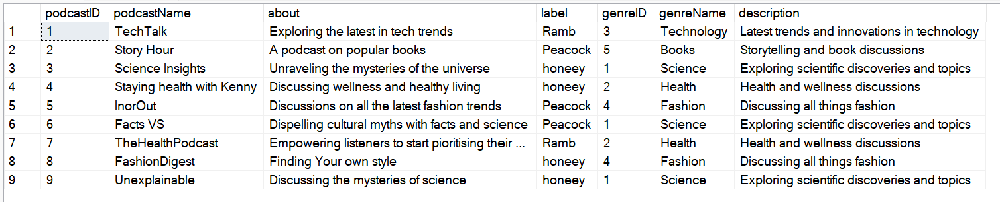 podcastID podcastName about label genreID genreName description
1 1 TechTalk Exploring the latest in tech trends Ramb 3 Technology Latest trends and innovations in technology
2 2 Story Hour A podcast on popular books Peacock 5 Books Storytelling and book discussions
3 3 Science Insights Unraveling the mysteries of the universe honeey 1 Science Exploring scientific discoveries and topics
4 4 Staying health with Kenny Discussing wellness and healthy living honeey 2 Health Health and wellness discussions
5 5 InorOut Discussions on all the latest fashion trends Peacock 4 Fashion Discussing all things fashion
6 6 Facts VS Dispelling cultural myths with facts and science Peacock 1 Science Exploring scientific discoveries and topics
7 7 TheHealthPodcast Empowering listeners to start pioritising their ... Ramb 2 Health Health and wellness discussions
8 8 FashionDigest Finding Your own style honeey 4 Fashion Discussing all things fashion
9 9 Unexplainable Discussing the mysteries of science honeey 1 Science Exploring scientific discoveries and topics